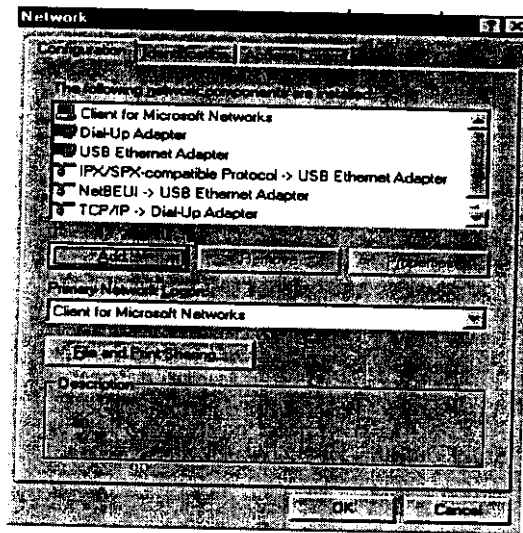 Network
Configuration
The following network components are installed:
Client for Microsoft Networks
Dial-Up Adapter
USB Ethernet Adapter
IPX/SPX-compatible Protocol -> USB Ethernet Adapter
NetBEUI -> USB Ethernet Adapter
TCP/IP -> Dial-Up Adapter
Add...
Remove
Properties
Primary Network Logon:
Client for Microsoft Networks
File and Print Sharing...
Description
OK
Cancel